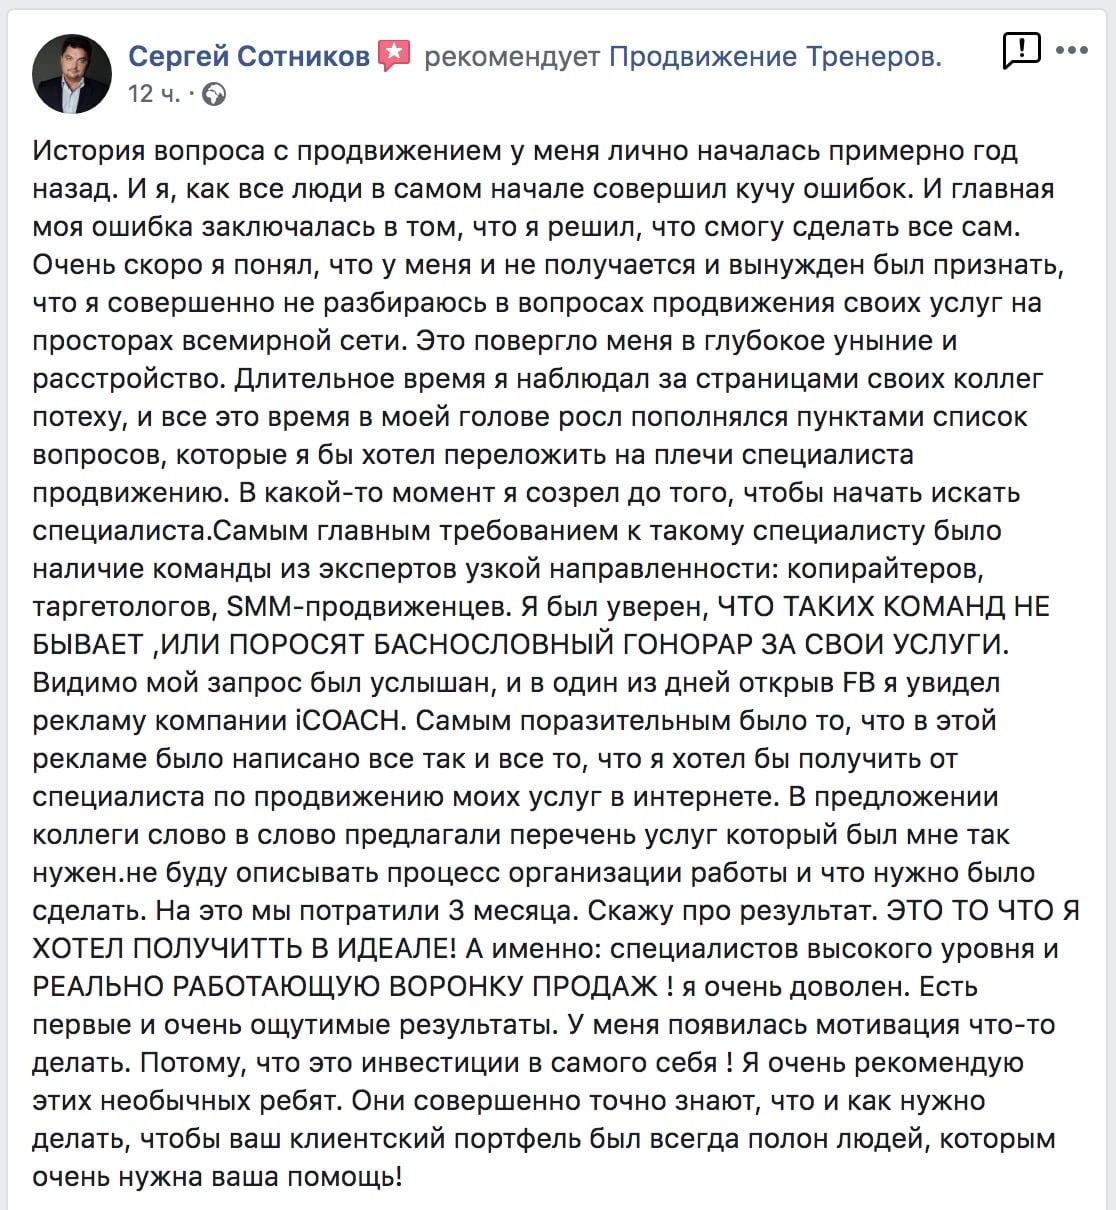 Сергей Сотников рекомендует Продвижение Тренеров.
12 ч. ·
История вопроса с продвижением у меня лично началась примерно год
назад. И я, как все люди в самом начале совершил кучу ошибок. И главная
моя ошибка заключалась в том, что я решил, что смогу сделать все сам.
Очень скоро я понял, что у меня и не получается и вынужден был признать,
что я совершенно не разбираюсь в вопросах продвижения своих услуг на
просторах всемирной сети. Это повергло меня в глубокое уныние и
расстройство. Длительное время я наблюдал за страницами своих коллег
потеху, и все это время в моей голове росл пополнялся пунктами список
вопросов, которые я бы хотел переложить на плечи специалиста
продвижению. В какой-то момент я созрел до того, чтобы начать искать
специалиста.Самым главным требованием к такому специалисту было
наличие команды из экспертов узкой направленности: копирайтеров,
таргетологов, SMM-продвиженцев. Я был уверен, ЧТО ТАКИХ КОМАНД НЕ
БЫВАЕТ ,ИЛИ ПОРОСЯТ БАСНОСЛОВНЫЙ ГОНОРАР ЗА СВОИ УСЛУГИ.
Видимо мой запрос был услышан, и в один из дней открыв FB я увидел
рекламу компании iCOACH. Самым поразительным было то, что в этой
рекламе было написано все так и все то, что я хотел бы получить от
специалиста по продвижению моих услуг в интернете. В предложении
коллеги слово в слово предлагали перечень услуг который был мне так
нужен.не буду описывать процесс организации работы и что нужно было
сделать. На это мы потратили 3 месяца. Скажу про результат. ЭТО ТО ЧТО Я
ХОТЕЛ ПОЛУЧИТТЬ В ИДЕАЛЕ! А именно: специалистов высокого уровня и
РЕАЛЬНО РАБОТАЮЩУЮ ВОРОНКУ ПРОДАЖ ! я очень доволен. Есть
первые и очень ощутимые результаты. У меня появилась мотивация что-то
делать. Потому, что это инвестиции в самого себя ! Я очень рекомендую
этих необычных ребят. Они совершенно точно знают, что и как нужно
делать, чтобы ваш клиентский портфель был всегда полон людей, которым
очень нужна ваша помощь!